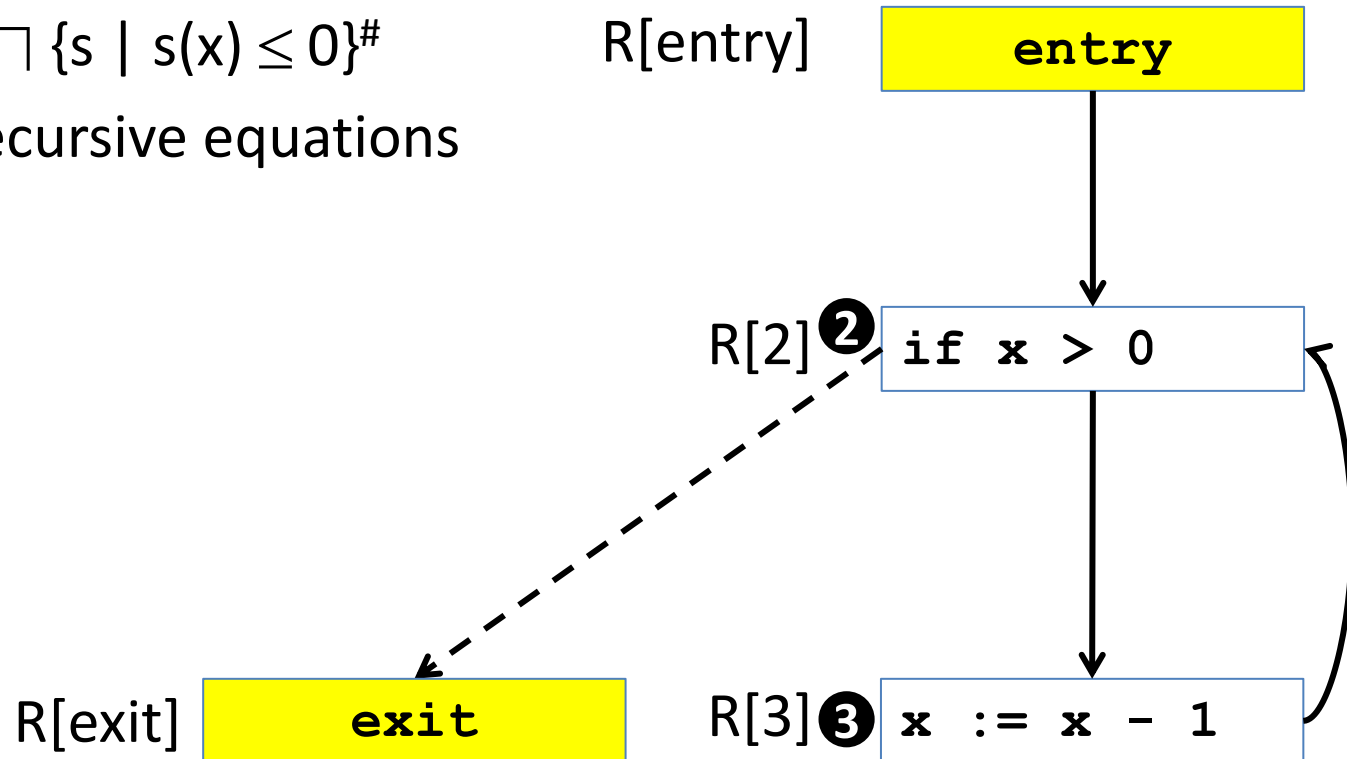 ⊓ {s | s(x) ≤ 0}#
ecursive equations
R[entry] entry
R[2] ❷ if x > 0
R[exit] exit
R[3] ❸ x := x - 1